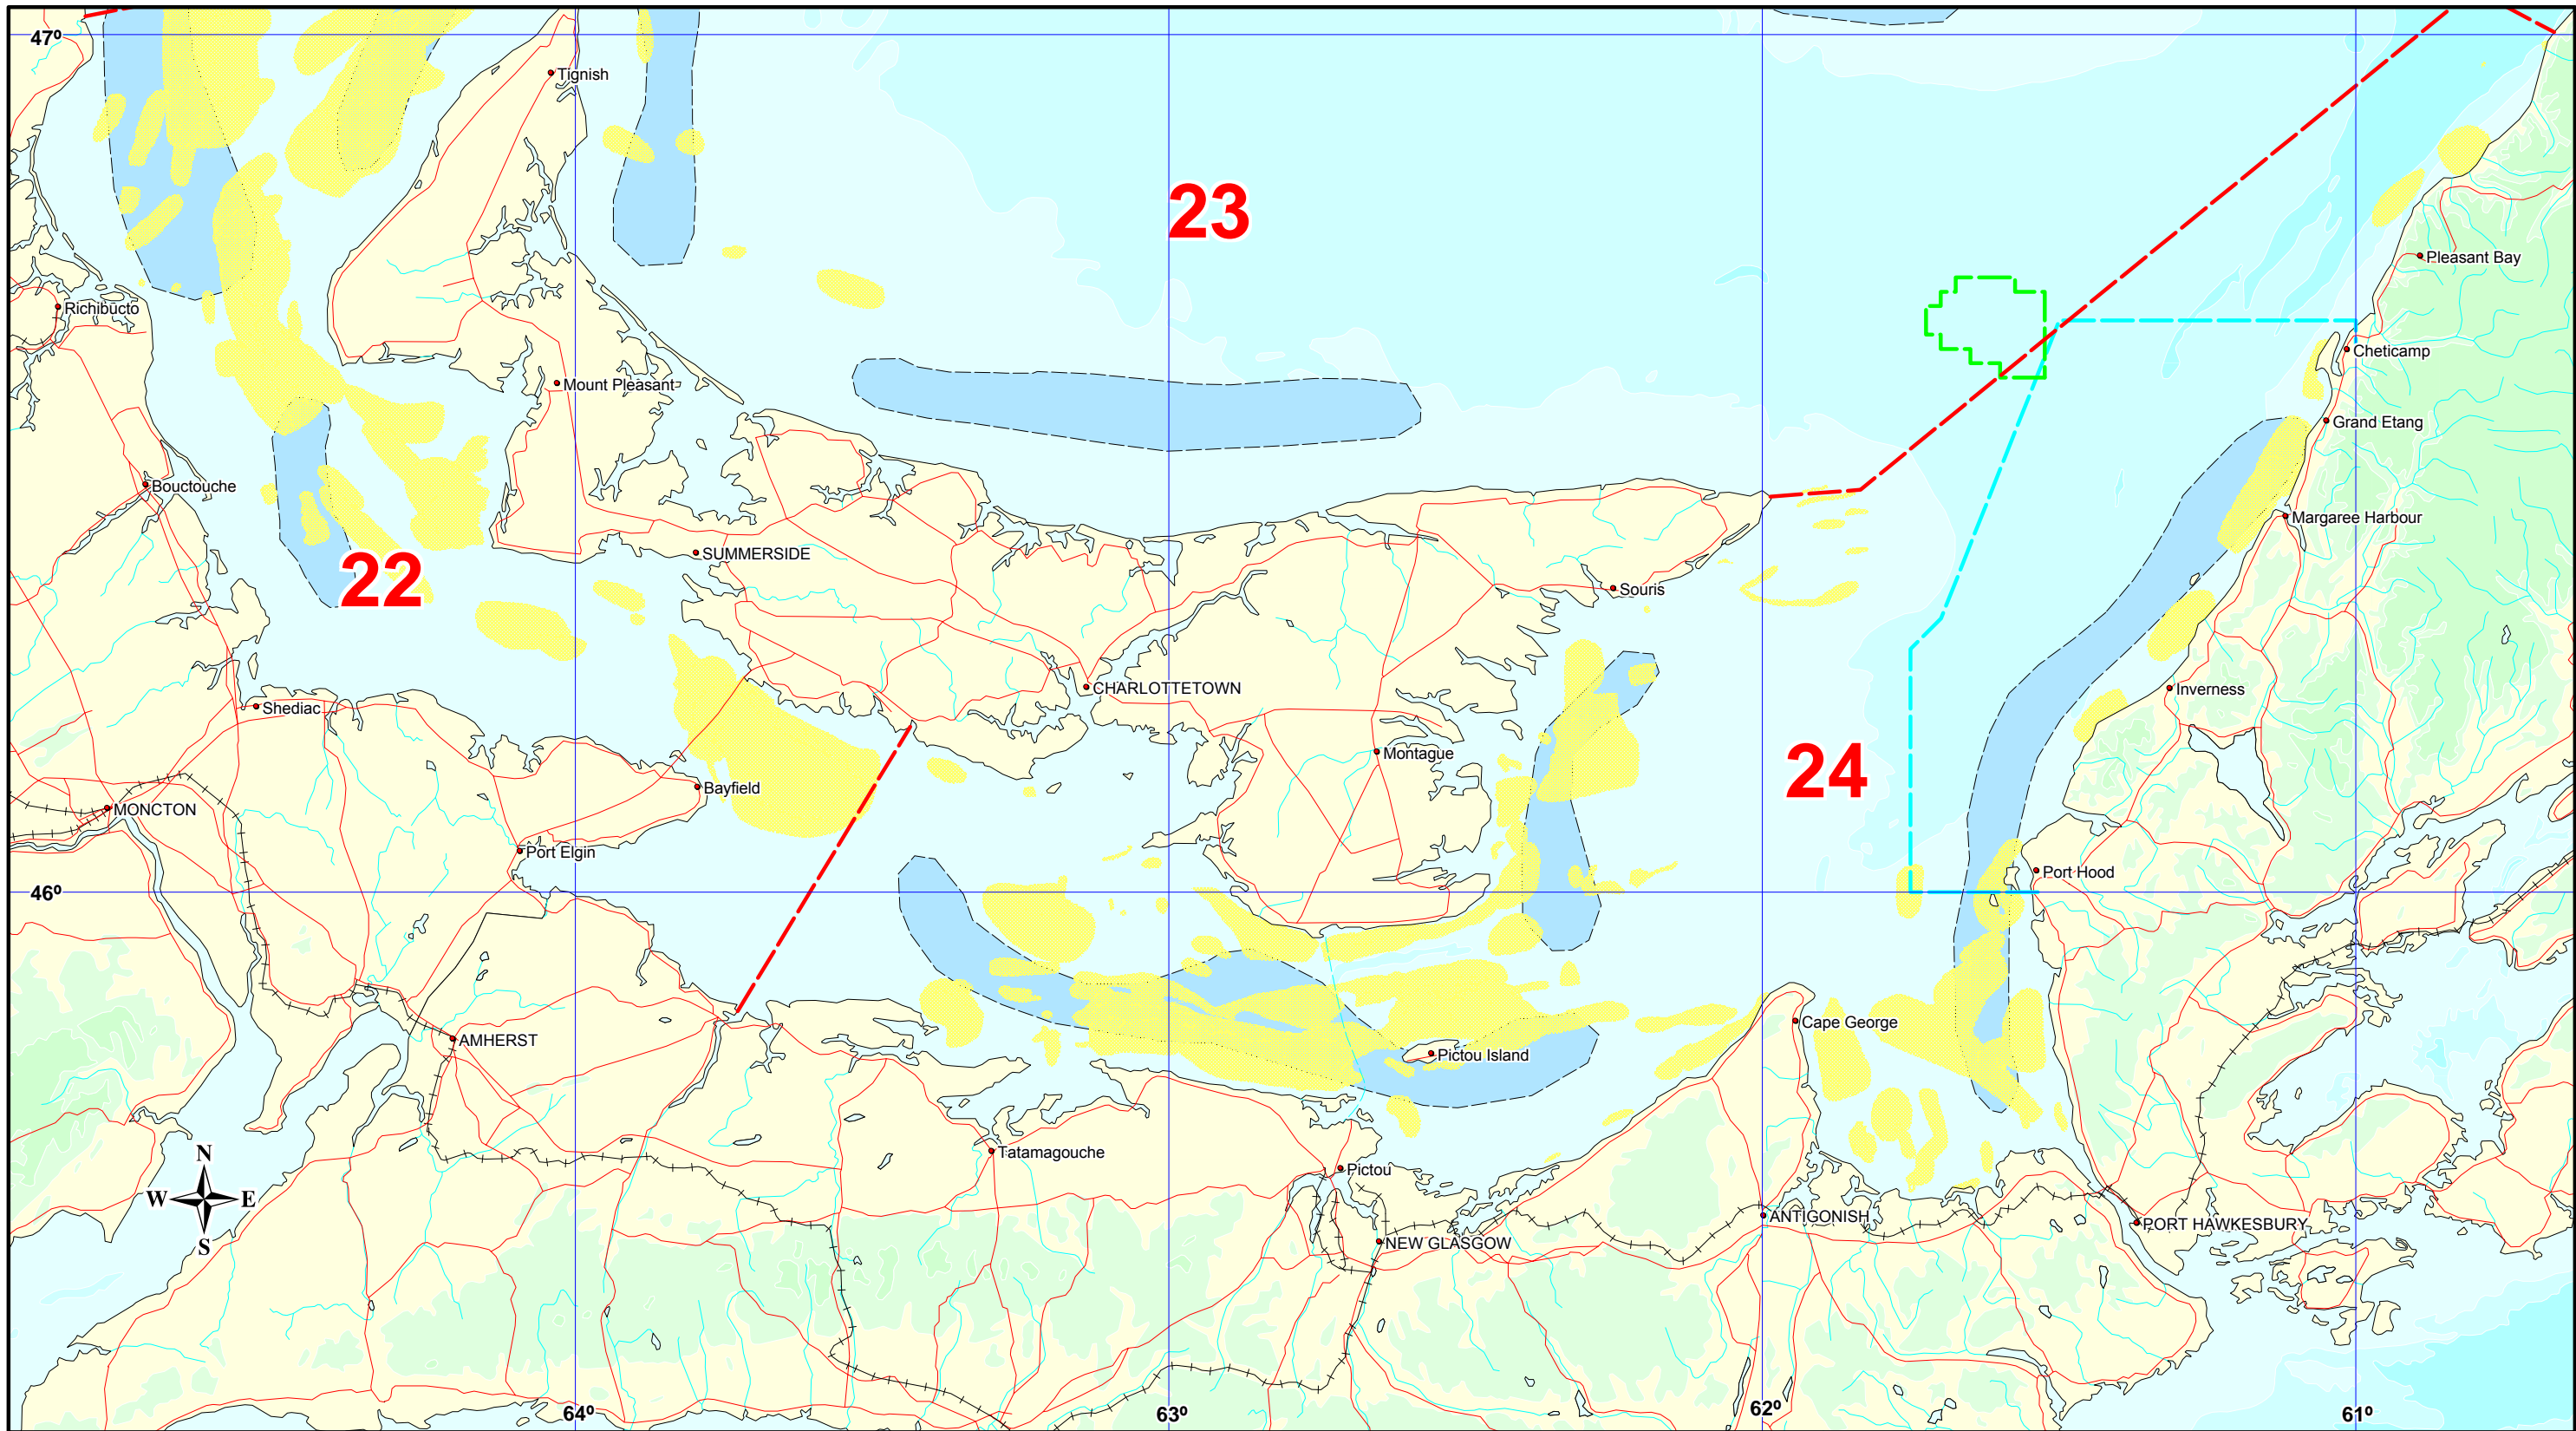 47º
Tignish
23
Pleasant Bay
Richibucto
Cheticamp
Mount Pleasant
Grand Etang
Bouctouche
Margaree Harbour
SUMMERSIDE
22
Souris
CHARLOTTETOWN
Inverness
Shediac
Montague
24
Bayfield
MONCTON
Port Elgin
Port Hood
46º
Cape George
AMHERST
Pictou Island
N
Tatamagouche
Pictou
W
E
S
ANTIGONISH
PORT HAWKESBURY
NEW GLASGOW
64º
63º
62º
61º